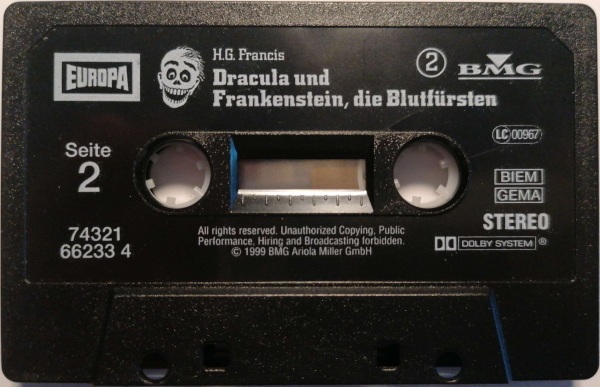 EUROPA
H.G. Francis
Dracula und
Frankenstein, die Blutfürsten
2
BMG
LC 00967
Seite
2
BIEM
GEMA
STEREO
DOLBY SYSTEM ®
74321
66233 4
All rights reserved. Unauthorized Copying, Public
Performance, Hiring and Broadcasting forbidden.
© 1999 BMG Ariola Miller GmbH